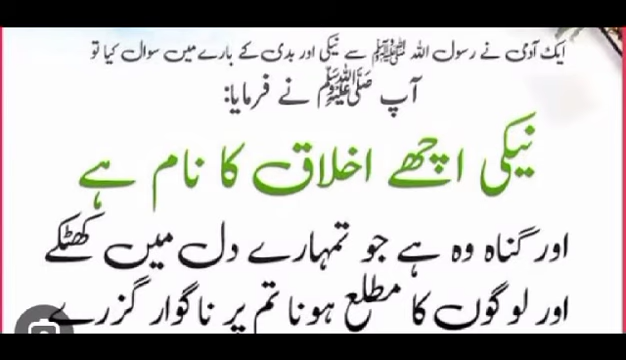 ایک آدمی نے رسول اللہ ﷺ سے نیکی اور بدی کے بارے میں سوال کیا تو
آپ ﷺ نے فرمایا:
نیکی اچھے اخلاق کا نام ہے
اور گناہ وہ ہے جو تمہارے دل میں کھٹکے
اور لوگوں کا مطلع ہونا تم پر ناگوار گزرے